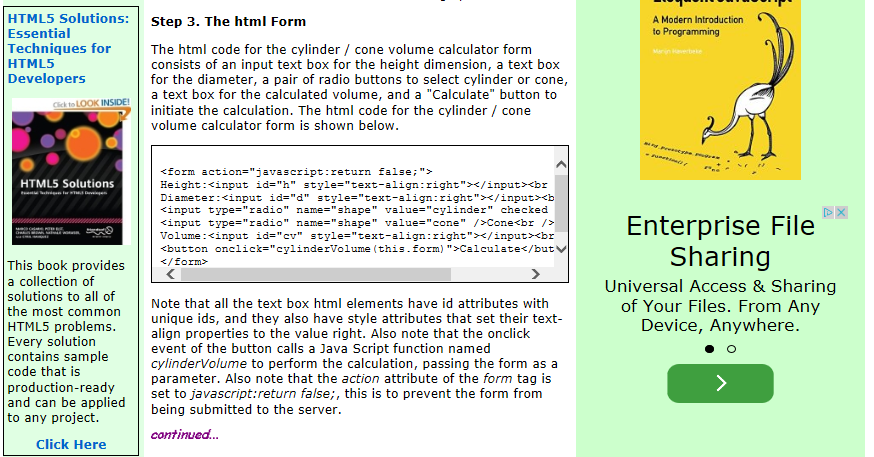 HTML5 Solutions:
Essential
Techniques for
HTML5
Developers
Click to LOOK INSIDE!
HTML5 Solutions
Essential Techniques for HTML5 Developers
This book provides
a collection of
solutions to all of
the most common
HTML5 problems.
Every solution
contains sample
code that is
production-ready
and can be applied
to any project.
Click Here
Step 3. The html Form
The html code for the cylinder / cone volume calculator form
consists of an input text box for the height dimension, a text box
for the diameter, a pair of radio buttons to select cylinder or cone,
a text box for the calculated volume, and a "Calculate" button to
initiate the calculation. The html code for the cylinder / cone
volume calculator form is shown below.
<form action="javascript:return false;">
Height:<input id="h" style="text-align:right"></input><br
Diameter:<input id="d" style="text-align:right"></input><b
<input type="radio" name="shape" value="cylinder" checked
<input type="radio" name="shape" value="cone" />Cone<br />
Volume:<input id="cv" style="text-align:right"></input><br
<button onclick="cylinderVolume(this.form)">Calculate</but
</form>
Note that all the text box html elements have id attributes with
unique ids, and they also have style attributes that set their text-
align properties to the value right. Also note that the onclick
event of the button calls a Java Script function named
cylinderVolume to perform the calculation, passing the form as a
parameter. Also note that the action attribute of the form tag is
set to javascript:return false;, this is to prevent the form from
being submitted to the server.
continued...
A Modern Introduction
to Programming
Marijn Haverbeke
Enterprise File
Sharing
Universal Access & Sharing
of Your Files. From Any
Device, Anywhere.